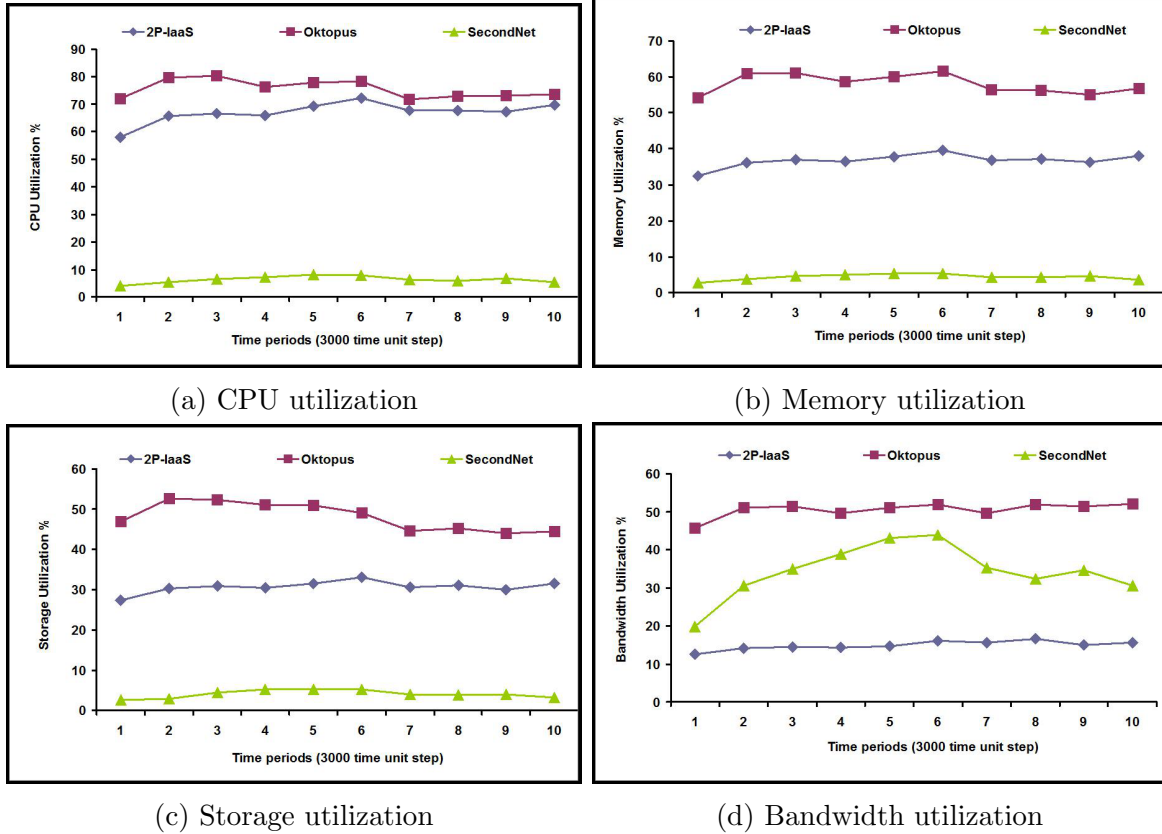 2P-IaaS Oktopus SecondNet
90
80
70
60
50
40
30
20
10
0
CPU Utilization %
1 2 3 4 5 6 7 8 9 10
Time periods (3000 time unit step)
(a) CPU utilization
2P-IaaS Oktopus SecondNet
70
60
50
40
30
20
10
0
Memory Utilization %
1 2 3 4 5 6 7 8 9 10
Time periods (3000 time unit step)
(b) Memory utilization
2P-IaaS Oktopus SecondNet
60
50
40
30
20
10
0
Storage Utilization %
1 2 3 4 5 6 7 8 9 10
Time periods (3000 time unit step)
(c) Storage utilization
2P-IaaS Oktopus SecondNet
60
50
40
30
20
10
0
Bandwidth Utilization %
1 2 3 4 5 6 7 8 9 10
Time periods (3000 time unit step)
(d) Bandwidth utilization